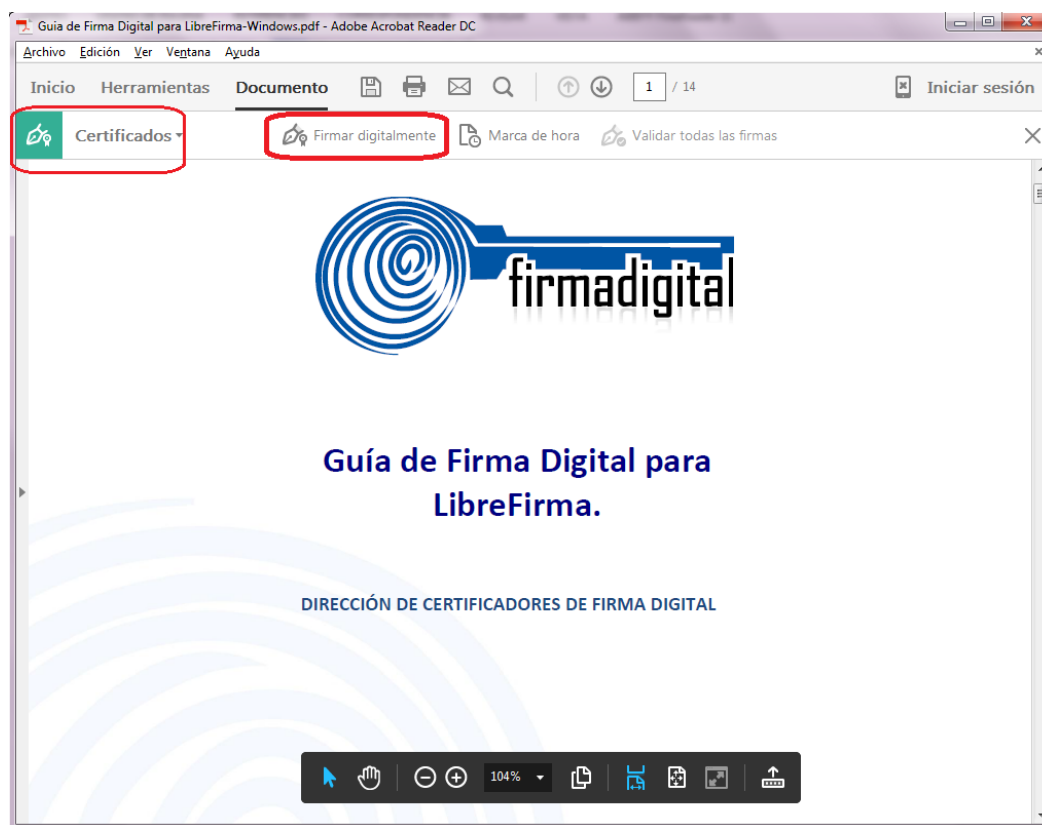 Guia de Firma Digital para LibreFirma-Windows.pdf - Adobe Acrobat Reader DC
Archivo Edición Ver Ventana Ayuda
Inicio Herramientas Documento 1 / 14 Iniciar sesión
Certificados Firmar digitalmente Marca de hora Validar todas las firmas
firmadigital
Guía de Firma Digital para
LibreFirma.
DIRECCIÓN DE CERTIFICADORES DE FIRMA DIGITAL
104%